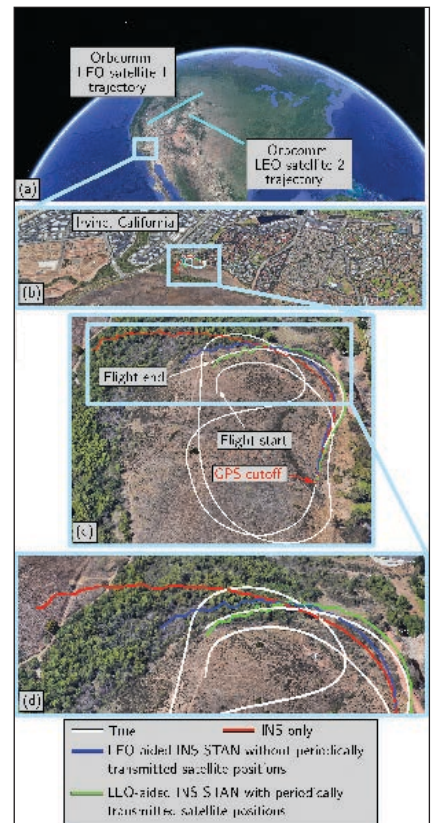 Orbcomm
LEO satellite 1
trajectory
Orbcomm
LEO satellite 2
trajectory
(a)
Irvine, California
(b)
Flight end
Flight start
GPS cutoff
(c)
(d)
True
INS only
LEO-aided INS STAN without periodically
transmitted satellite positions
LEO-aided INS STAN with periodically
transmitted satellite positions